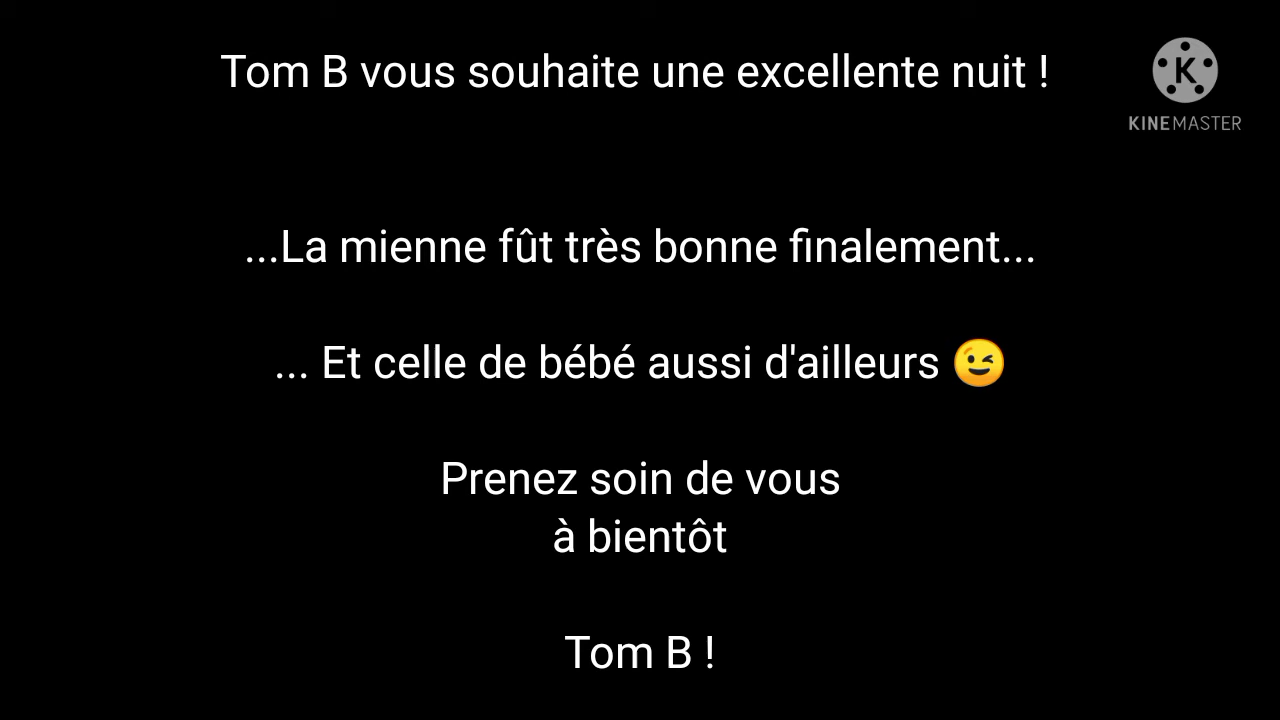 Tom B vous souhaite une excellente nuit !
K
KINEMASTER
...La mienne fût très bonne finalement...
... Et celle de bébé aussi d'ailleurs 😉
Prenez soin de vous
à bientôt
Tom B !